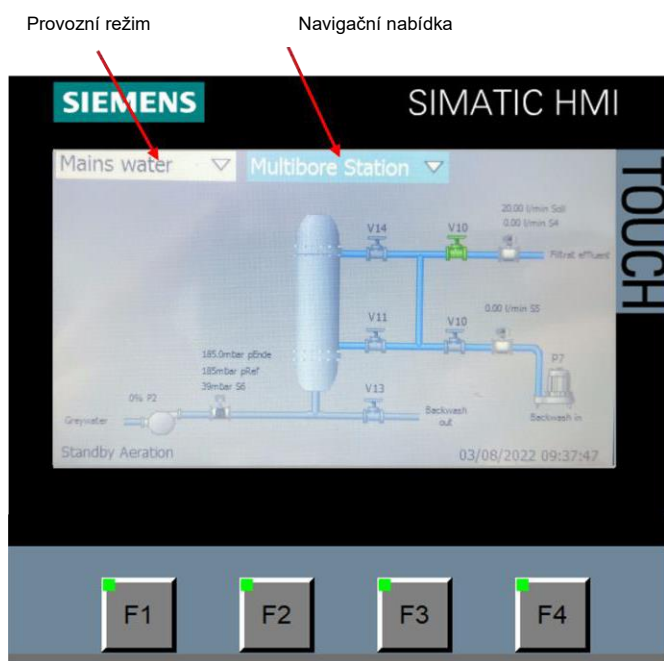 Provozní režim
Navigační nabídka
SIEMENS
SIMATIC HMI
TOUCH
Mains water
Multibore Station
20.00 l/min Soll
0.00 l/min S4
V14
V10
Filtrat effluent
V11
V10
0.00 l/min S5
185.0mbar pEnde
185mbar pRef
39mbar S6
P7
0% P2
V13
Greywater
Backwash
out
Backwash in
Standby Aeration
03/08/2022 09:37:47
F1
F2
F3
F4